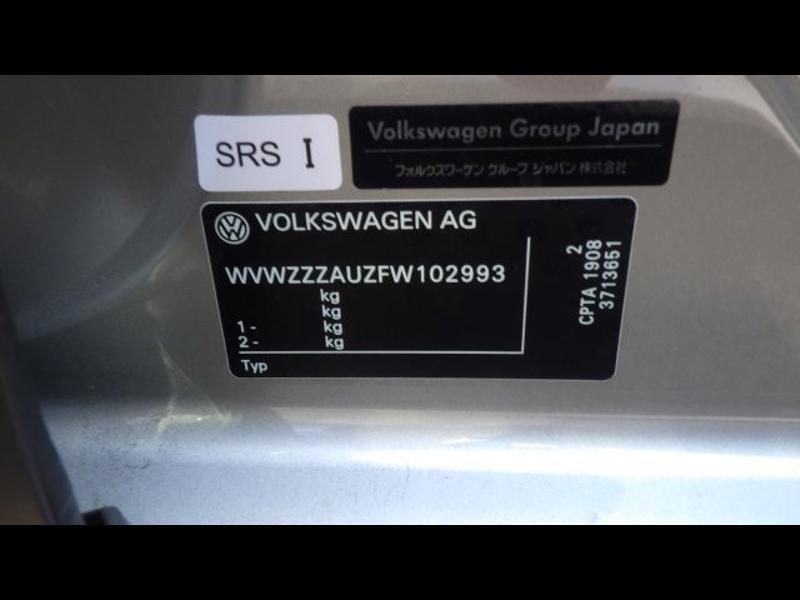 SRS I
Volkswagen Group Japan
フォルクスワーゲン グループ ジャパン 株式会社
VOLKSWAGEN AG
WVWZZZAUZFW102993
kg
kg
1- kg
2- kg
Typ
2
CPTA 1908
3713651